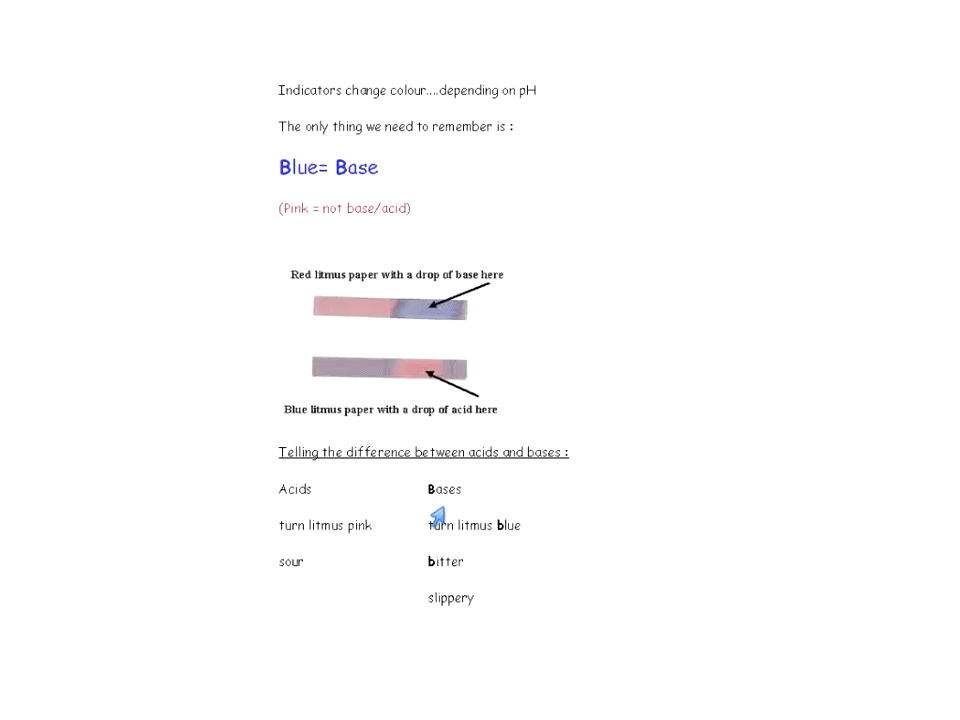 Indicators change colour....depending on pH
The only thing we need to remember is :
Blue= Base
(Pink = not base/acid)
Red litmus paper with a drop of base here
Blue litmus paper with a drop of acid here
Telling the difference between acids and bases :
Acids Bases
turn litmus pink turn litmus blue
sour bitter
slippery